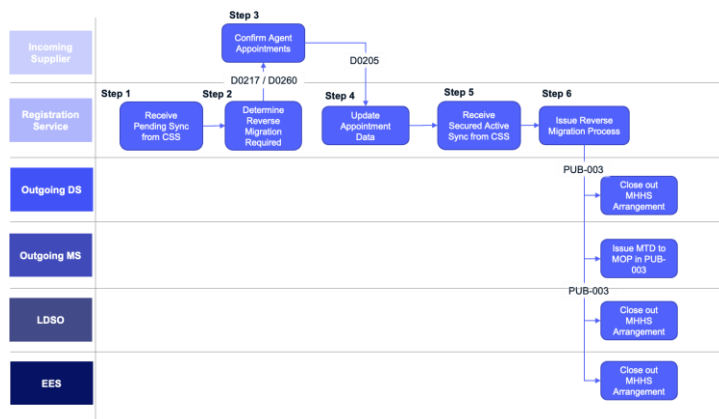 Step 3
Incoming
Supplier
Confirm Agent
Appointments
D0217 / D0260
D0205
Step 1
Step 2
Step 4
Step 5
Step 6
Registration
Service
Receive
Pending Sync
from CSS
Determine
Reverse
Migration
Required
Update
Appointment
Data
Receive
Secured Active
Sync from CSS
Issue Reverse
Migration Process
PUB-003
Outgoing DS
Close out
MHHS
Arrangement
Outgoing MS
Issue MTD to
MOP in PUB-
003
PUB-003
LDSO
Close out
MHHS
Arrangement
EES
Close out
MHHS
Arrangement